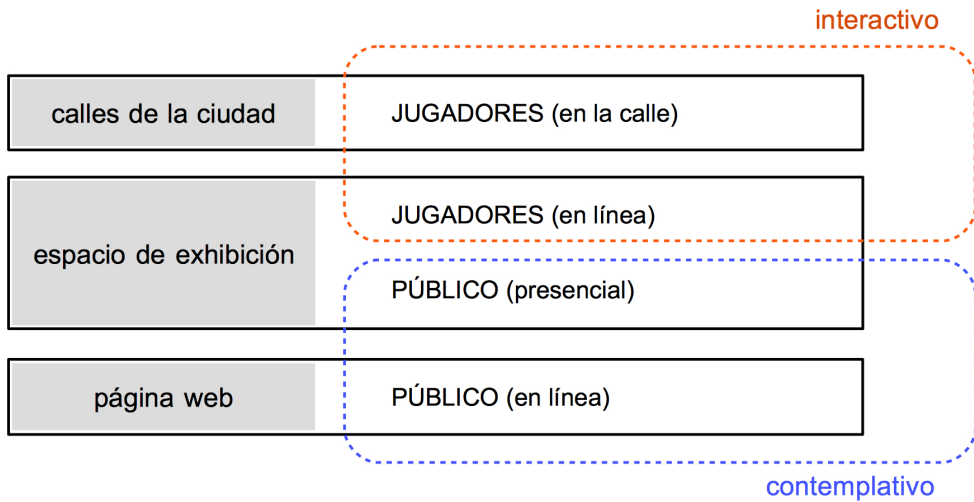 interactivo
calles de la ciudad
JUGADORES (en la calle)
espacio de exhibición
JUGADORES (en línea)
PÚBLICO (presencial)
página web
PÚBLICO (en línea)
contemplativo